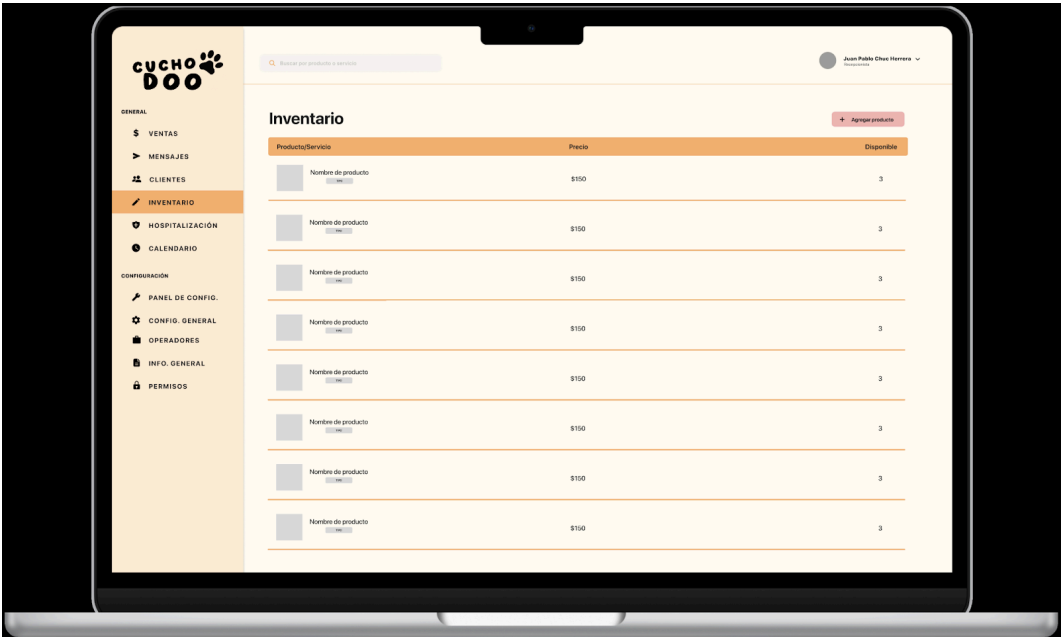 CUCHO
DOO
Buscar por producto o servicio
Juan Pablo Chuc Herrera
Recepcionista
GENERAL
$ VENTAS
MENSAJES
CLIENTES
INVENTARIO
HOSPITALIZACIÓN
CALENDARIO
CONFIGURACIÓN
PANEL DE CONFIG.
CONFIG. GENERAL
OPERADORES
INFO. GENERAL
PERMISOS
Inventario
+ Agregar producto
Producto/Servicio Precio Disponible
Nombre de producto
$150 3
Nombre de producto
$150 3
Nombre de producto
$150 3
Nombre de producto
$150 3
Nombre de producto
$150 3
Nombre de producto
$150 3
Nombre de producto
$150 3
Nombre de producto
$150 3